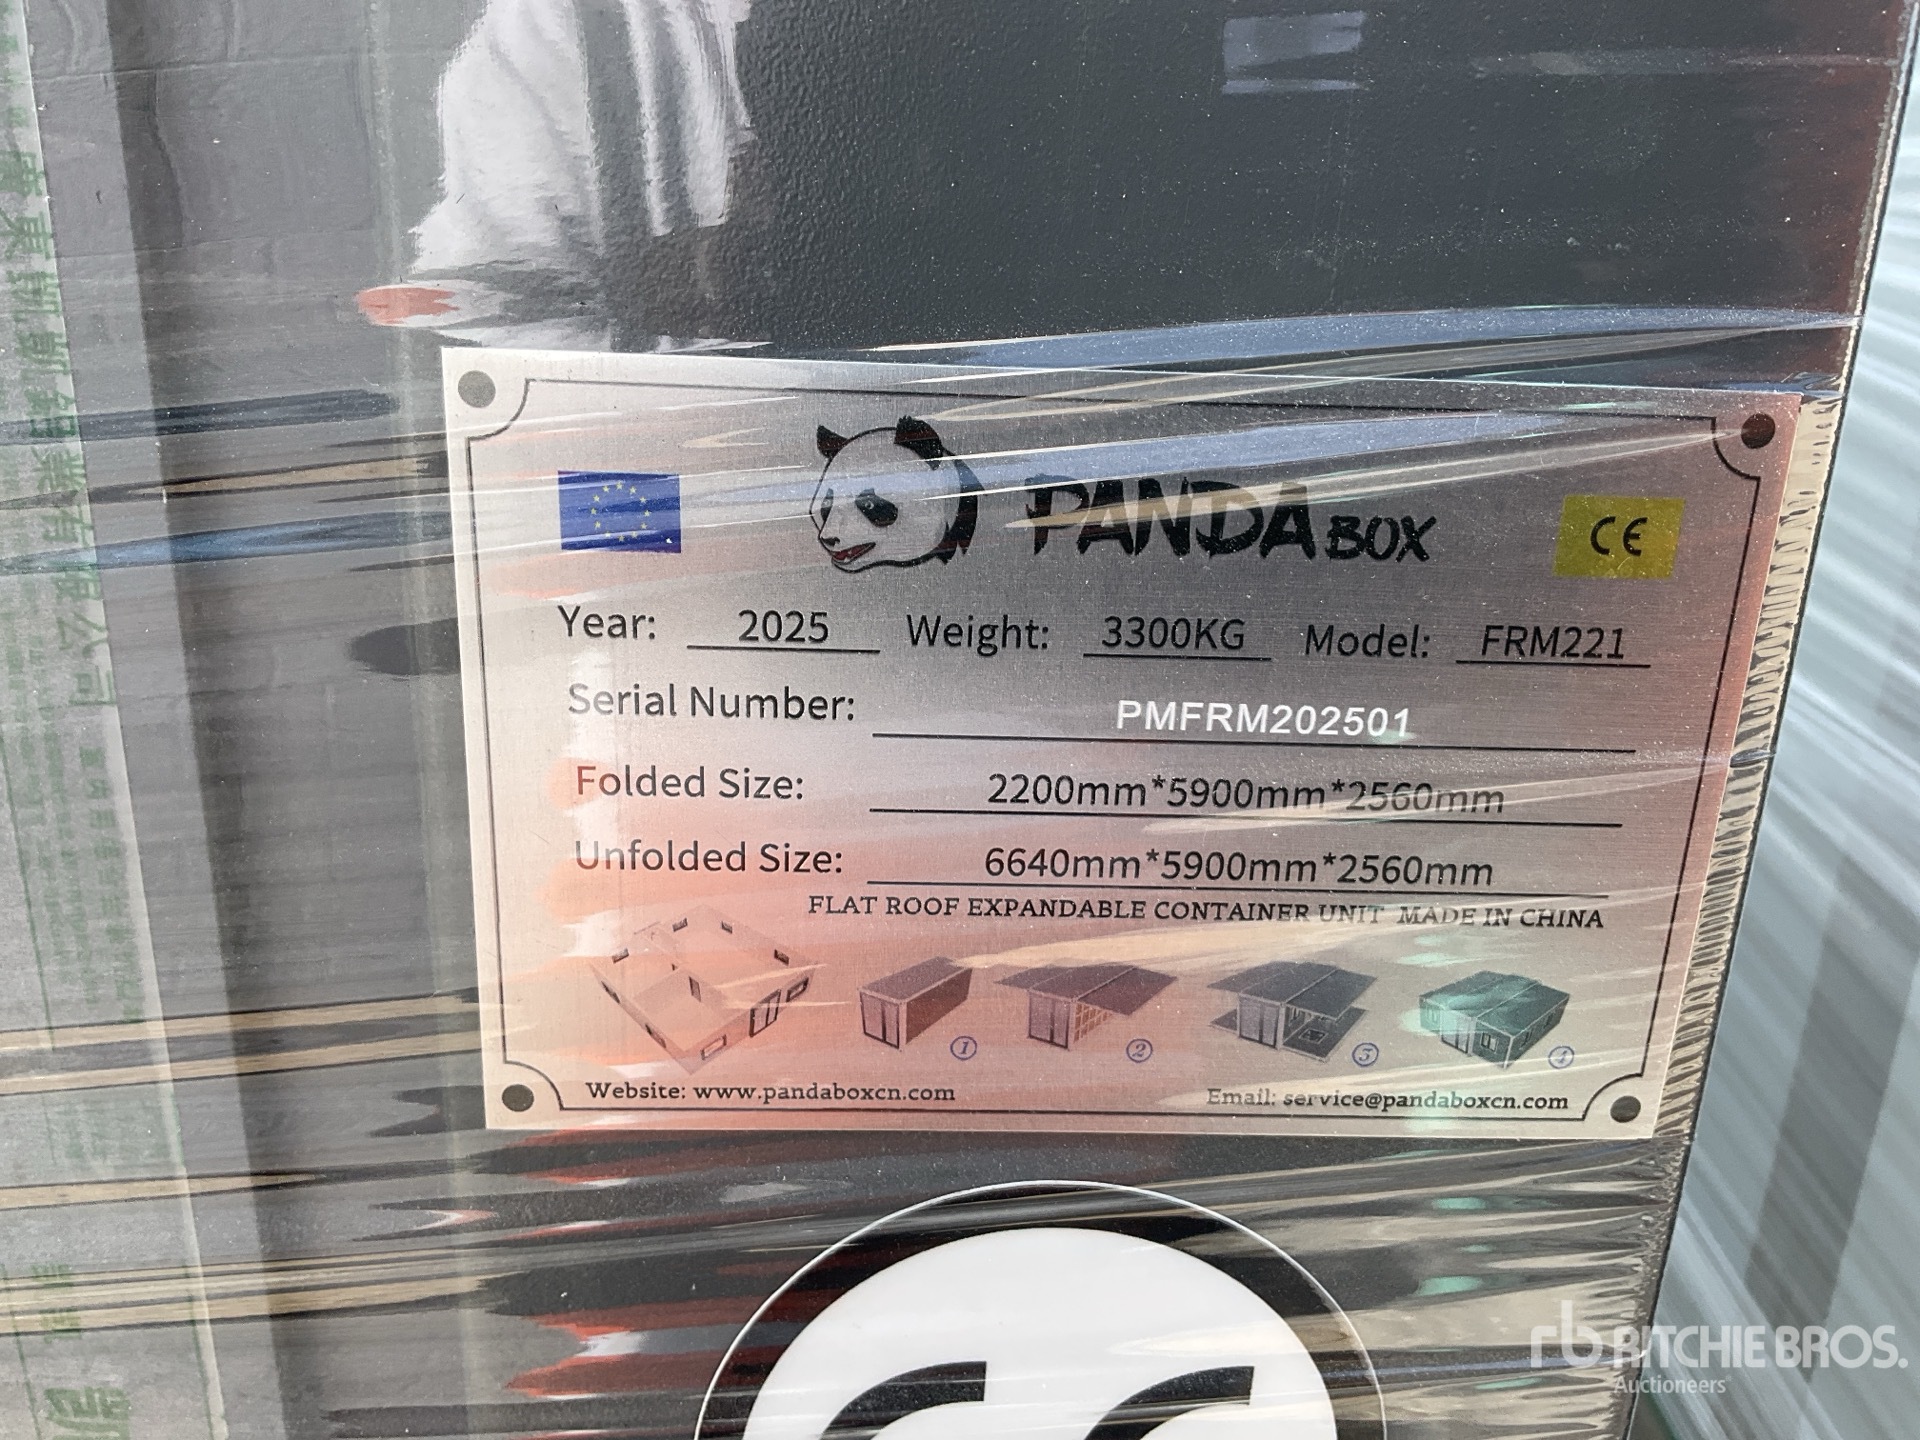 PANDA BOX
CE
Year: 2025 Weight: 3300KG Model: FRM221
Serial Number: PMFRM202501
Folded Size: 2200mm*5900mm*2560mm
Unfolded Size: 6640mm*5900mm*2560mm
FLAT ROOF EXPANDABLE CONTAINER UNIT MADE IN CHINA
1 2 3 4
Website: www.pandaboxcn.com Email: service@pandaboxcn.com
rb RITCHIE BROS.
Auctioneers